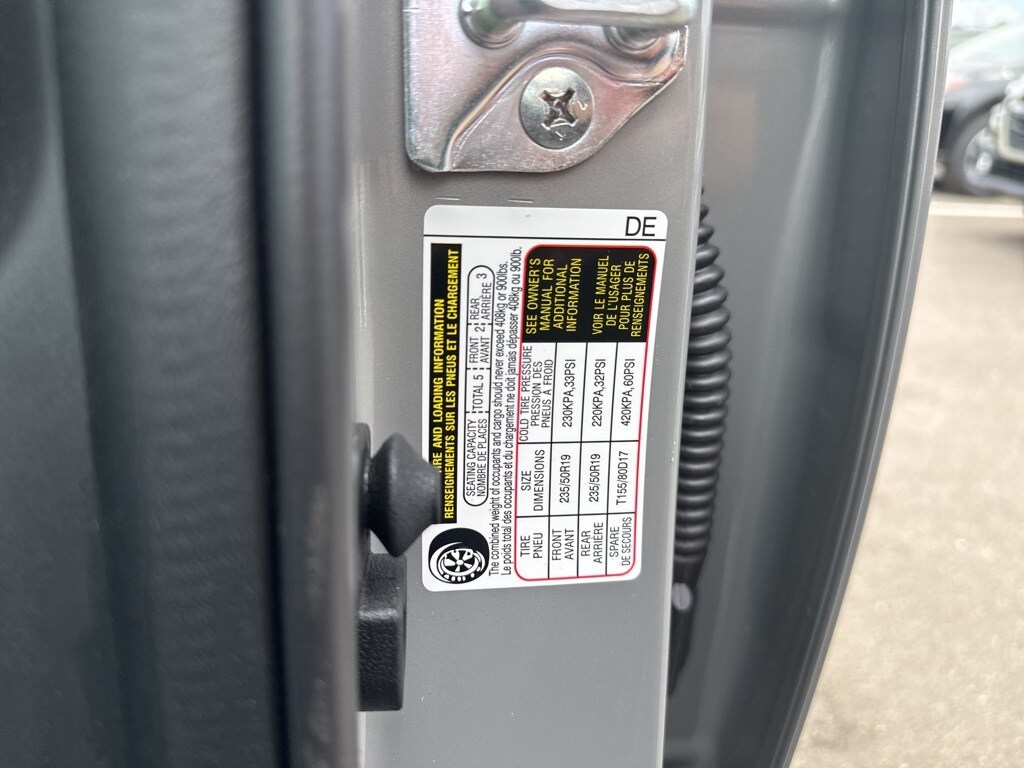 DE
RE AND LOADING INFORMATION
RENSEIGNEMENTS SUR LES PNEUS ET LE CHARGEMENT
SEATING CAPACITY TOTAL 5 FRONT 2 REAR 3
NOMBRE DE PLACES AVANT ARRIÈRE
The combined weight of occupants and cargo should never exceed 408kg or 900lbs.
Le poids total des occupants et du chargement ne doit jamais dépasser 408kg ou 900lb.
TIRE SIZE COLD TIRE PRESSURE
PNEU DIMENSIONS PRESSION DES
PNEUS A FROID
FRONT 235/50R19 230KPA,33PSI
AVANT
REAR 235/50R19 220KPA,32PSI
ARRIÈRE
SPARE T155/80D17 420KPA,60PSI
DE SECOURS
SEE OWNER'S
MANUAL FOR
ADDITIONAL
INFORMATION
VOIR LE MANUEL
DE L'USAGER
POUR PLUS DE
RENSEIGNEMENTS